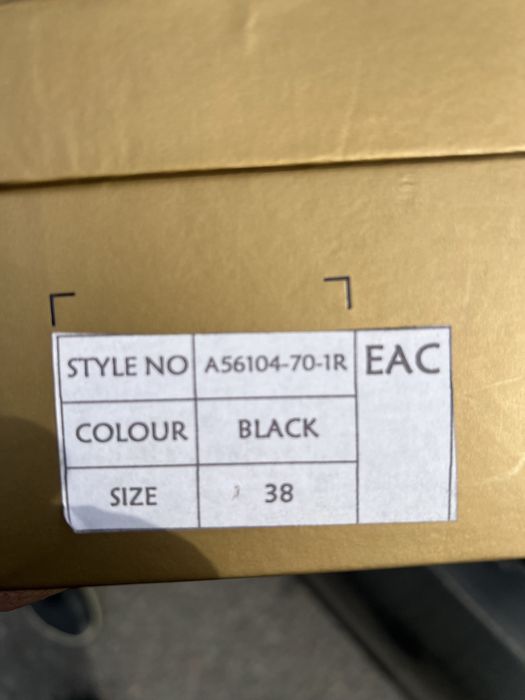 STYLE NO A56104-70-1R EAC
COLOUR BLACK
SIZE 38